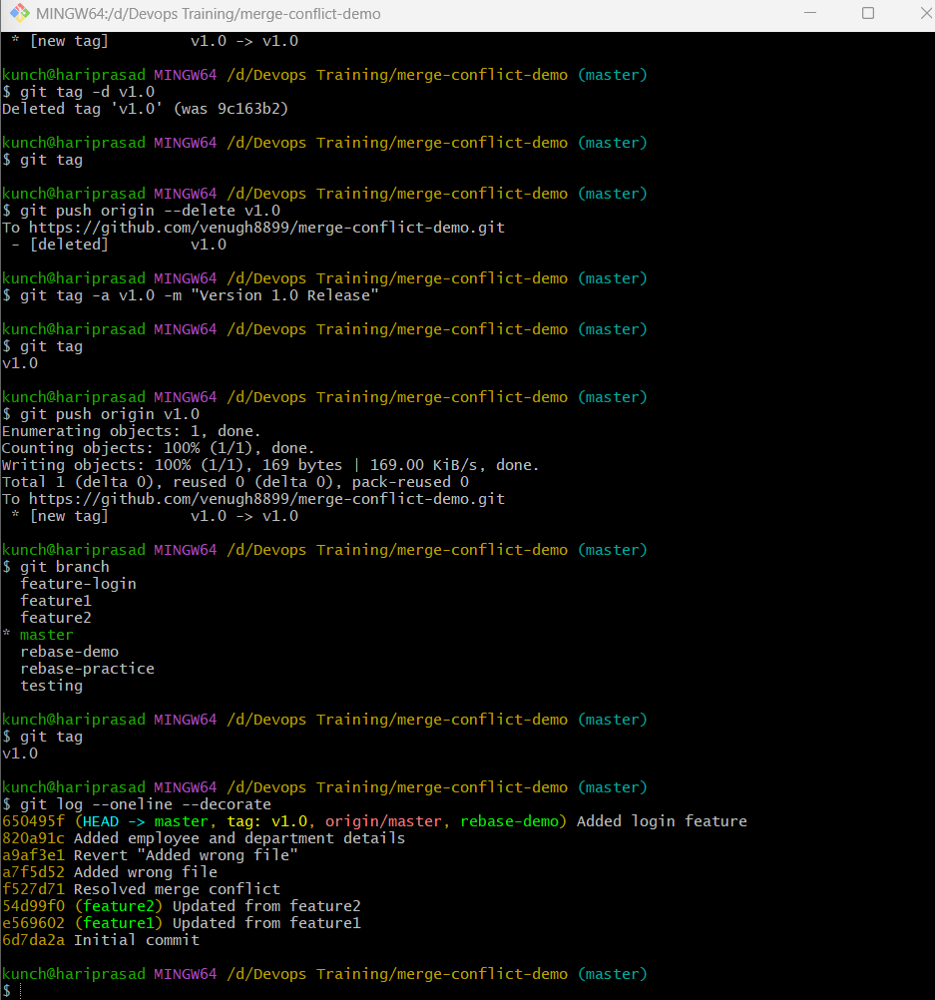 MINGW64:/d/Devops Training/merge-conflict-demo
* [new tag]         v1.0 -> v1.0
kunch@hariprasad MINGW64 /d/Devops Training/merge-conflict-demo (master)
$ git tag -d v1.0
Deleted tag 'v1.0' (was 9c163b2)
kunch@hariprasad MINGW64 /d/Devops Training/merge-conflict-demo (master)
$ git tag
kunch@hariprasad MINGW64 /d/Devops Training/merge-conflict-demo (master)
$ git push origin --delete v1.0
To https://github.com/venugh8899/merge-conflict-demo.git
 - [deleted]         v1.0
kunch@hariprasad MINGW64 /d/Devops Training/merge-conflict-demo (master)
$ git tag -a v1.0 -m "Version 1.0 Release"
kunch@hariprasad MINGW64 /d/Devops Training/merge-conflict-demo (master)
$ git tag
v1.0
kunch@hariprasad MINGW64 /d/Devops Training/merge-conflict-demo (master)
$ git push origin v1.0
Enumerating objects: 1, done.
Counting objects: 100% (1/1), done.
Writing objects: 100% (1/1), 169 bytes | 169.00 KiB/s, done.
Total 1 (delta 0), reused 0 (delta 0), pack-reused 0
To https://github.com/venugh8899/merge-conflict-demo.git
 * [new tag]         v1.0 -> v1.0
kunch@hariprasad MINGW64 /d/Devops Training/merge-conflict-demo (master)
$ git branch
  feature-login
  feature1
  feature2
* master
  rebase-demo
  rebase-practice
  testing
kunch@hariprasad MINGW64 /d/Devops Training/merge-conflict-demo (master)
$ git tag
v1.0
kunch@hariprasad MINGW64 /d/Devops Training/merge-conflict-demo (master)
$ git log --oneline --decorate
650495f (HEAD -> master, tag: v1.0, origin/master, rebase-demo) Added login feature
820a91c Added employee and department details
a9af3e1 Revert "Added wrong file"
a7f5d52 Added wrong file
f527d71 Resolved merge conflict
54d99f0 (feature2) Updated from feature2
e569602 (feature1) Updated from feature1
6d7da2a Initial commit
kunch@hariprasad MINGW64 /d/Devops Training/merge-conflict-demo (master)
$